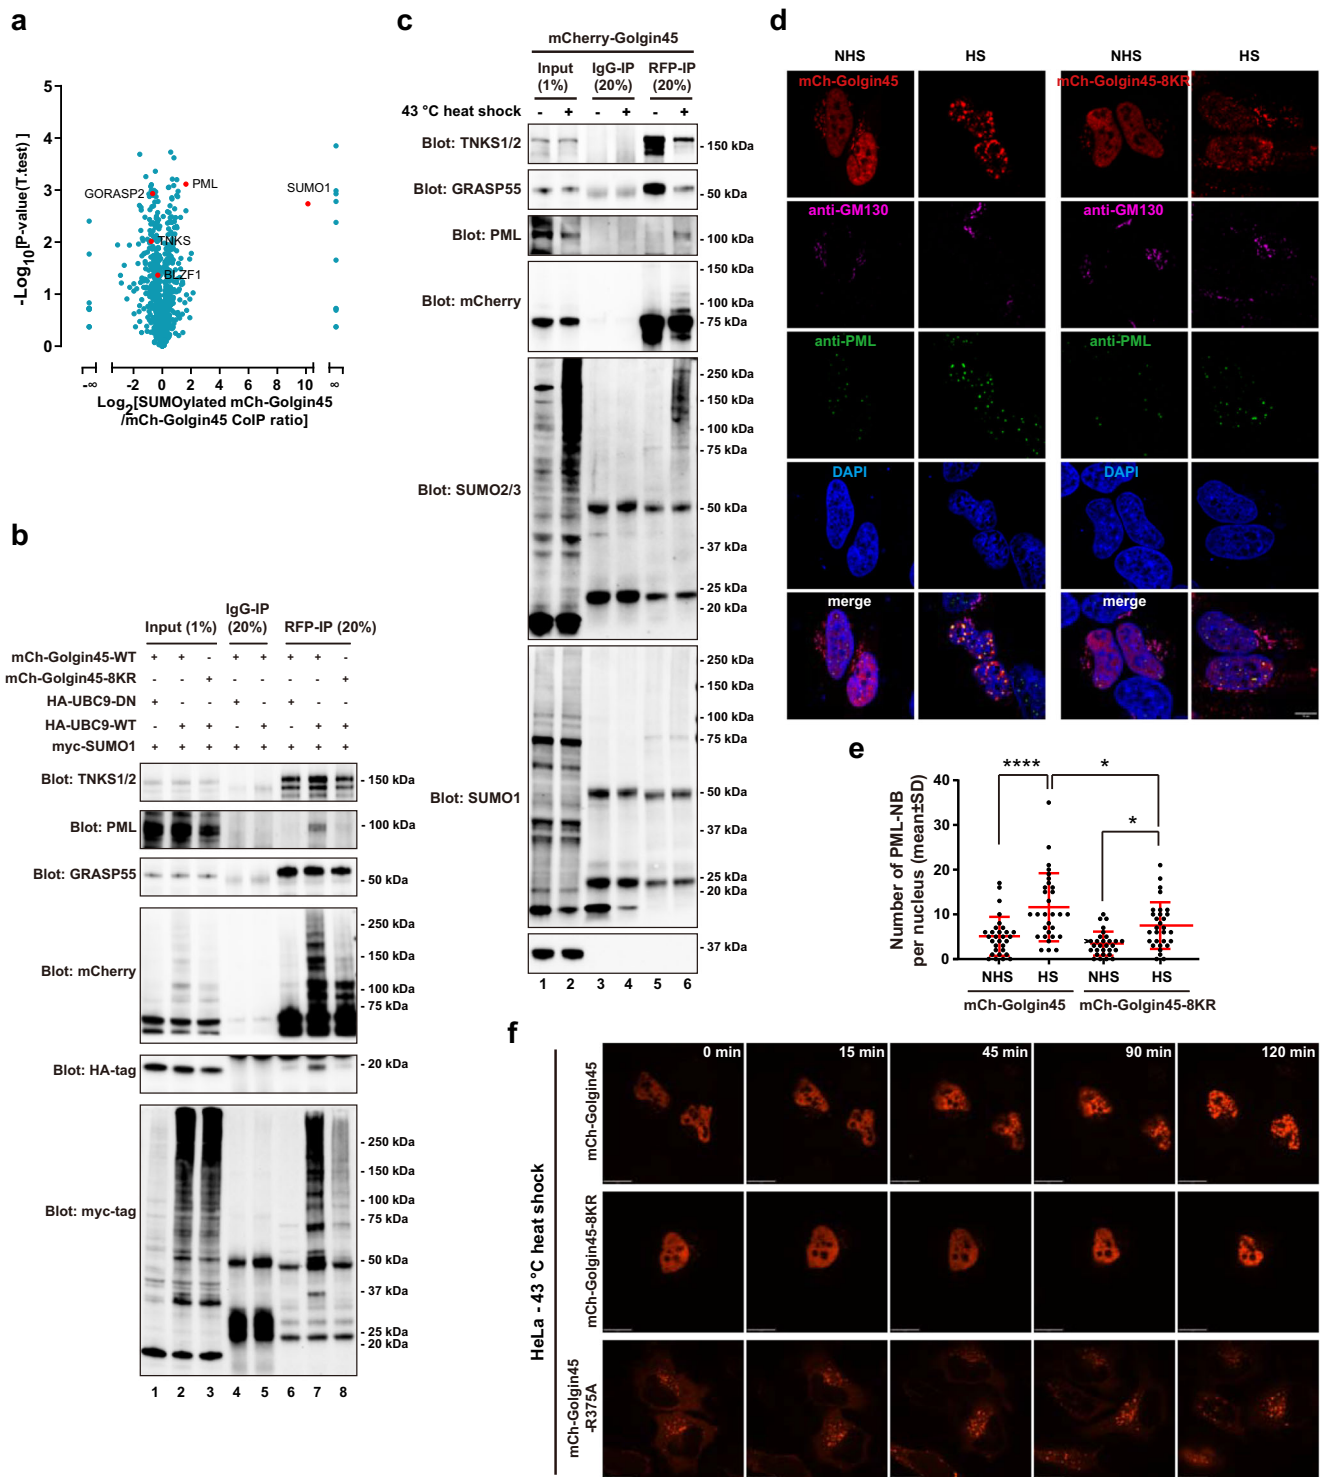 a
5
4
3
2
1
0
-Log10[P-value(T.test) ]
GORASP2
PML
SUMO1
TNKS
BLZF1
-∞
-2
0
2
4
6
8
10
∞
Log2[SUMOylated mCh-Golgin45
/mCh-Golgin45 CoIP ratio]
b
Input (1%)
IgG-IP
(20%)
RFP-IP (20%)
mCh-Golgin45-WT + + - + + + + -
mCh-Golgin45-8KR - - + - - - - +
HA-UBC9-DN + - - + - + - -
HA-UBC9-WT - + + - + - + +
myc-SUMO1 + + + + + + + +
Blot: TNKS1/2
- 150 kDa
Blot: PML
- 100 kDa
Blot: GRASP55
- 50 kDa
Blot: mCherry
- 250 kDa
- 150 kDa
- 100 kDa
- 75 kDa
Blot: HA-tag
- 20 kDa
Blot: myc-tag
- 250 kDa
- 150 kDa
- 100 kDa
- 75 kDa
- 50 kDa
- 37 kDa
- 25 kDa
- 20 kDa
1 2 3 4 5 6 7 8
c
mCherry-Golgin45
Input
(1%)
IgG-IP
(20%)
RFP-IP
(20%)
43 °C heat shock - + - + - +
Blot: TNKS1/2
- 150 kDa
Blot: GRASP55
- 50 kDa
Blot: PML
- 100 kDa
Blot: mCherry
- 150 kDa
- 100 kDa
- 75 kDa
Blot: SUMO2/3
- 250 kDa
- 150 kDa
- 100 kDa
- 75 kDa
- 50 kDa
- 37 kDa
- 25 kDa
- 20 kDa
Blot: SUMO1
- 250 kDa
- 150 kDa
- 100 kDa
- 75 kDa
- 50 kDa
- 37 kDa
- 25 kDa
- 20 kDa
- 37 kDa
1 2 3 4 5 6
d
NHS HS NHS HS
mCh-Golgin45
mCh-Golgin45-8KR
anti-GM130
anti-GM130
anti-PML
anti-PML
DAPI
DAPI
merge
merge
e
40
30
20
10
0
Number of PML-NB
per nucleus (mean±SD)
****
*
*
NHS HS NHS HS
mCh-Golgin45
mCh-Golgin45-8KR
f
HeLa - 43 °C heat shock
0 min
15 min
45 min
90 min
120 min
mCh-Golgin45
mCh-Golgin45-8KR
mCh-Golgin45
-R375A